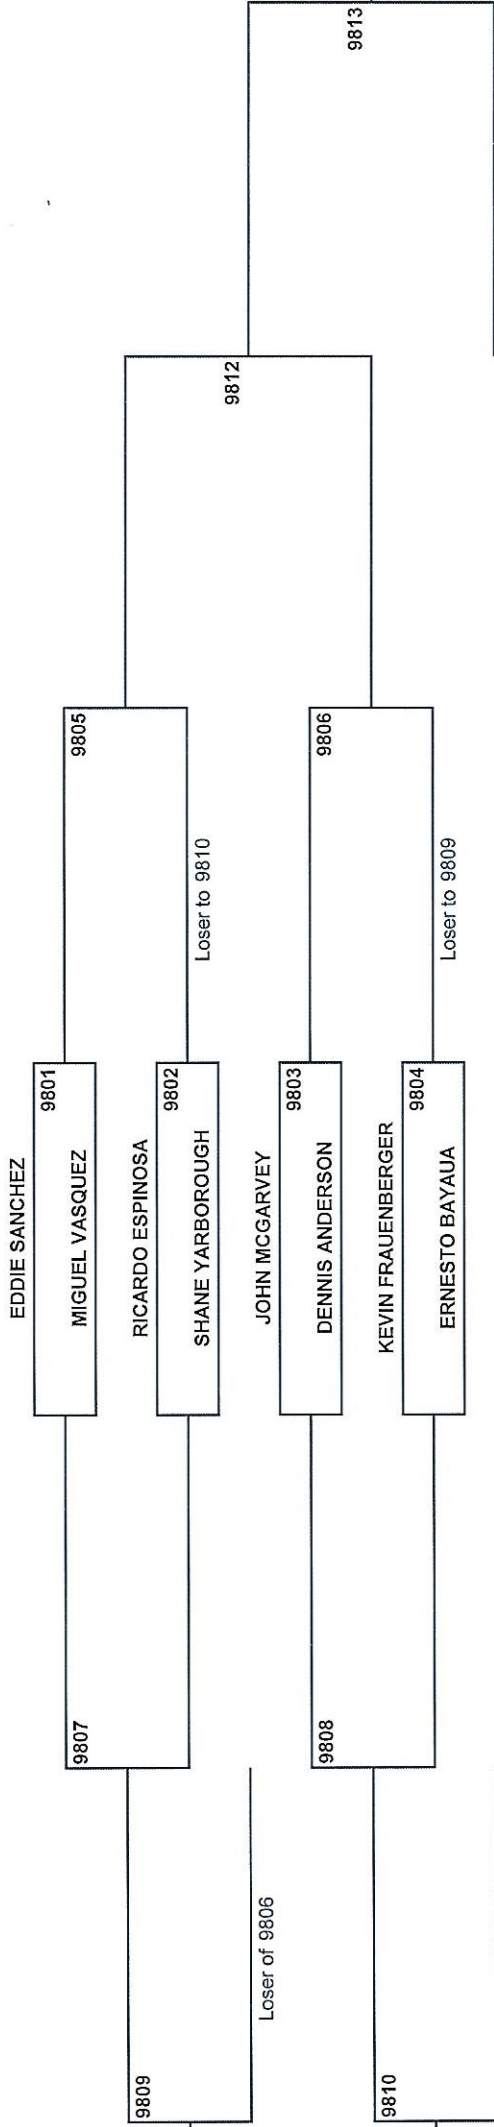 EDDIE SANCHEZ
9801
MIGUEL VASQUEZ
RICARDO ESPINOSA
9802
SHANE YARBOROUGH
JOHN MCGARVEY
9803
DENNIS ANDERSON
KEVIN FRAUENBERGER
9804
ERNESTO BAYAUA
9805
Loser to 9810
9806
Loser to 9809
9812
9813
9807
9808
9809
Loser of 9806
9810